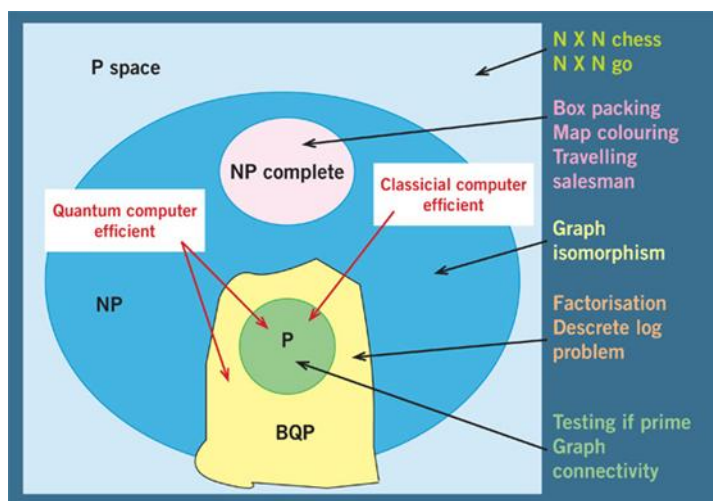 P space
NP complete
Quantum computer
efficient
Classicial computer
efficient
NP
P
BQP
N X N chess
N X N go
Box packing
Map colouring
Travelling
salesman
Graph
isomorphism
Factorisation
Descrete log
problem
Testing if prime
Graph
connectivity